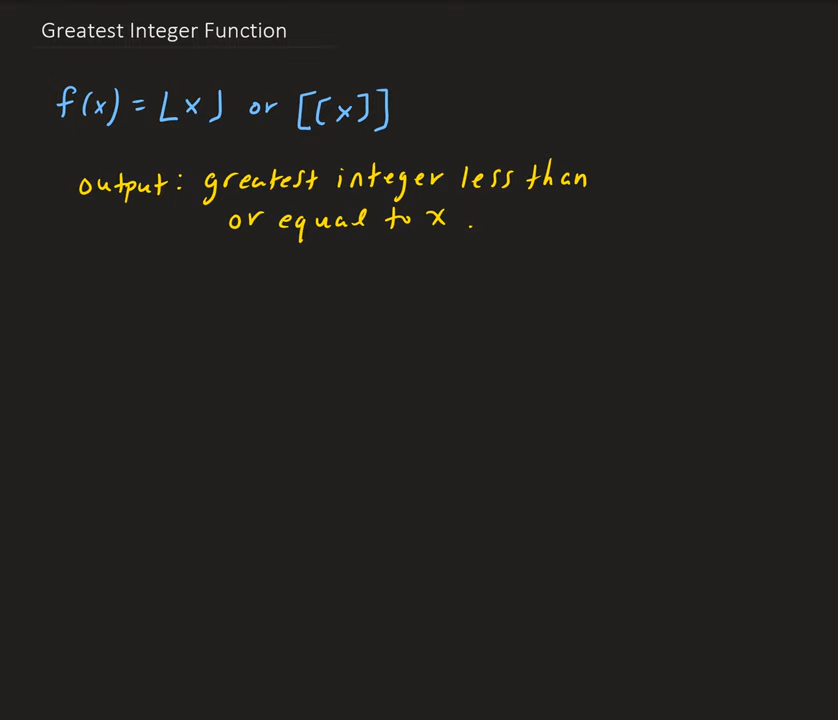 Greatest Integer Function
f(x) = ⌊x⌋ or [[x]]
output: greatest integer less than
or equal to x.